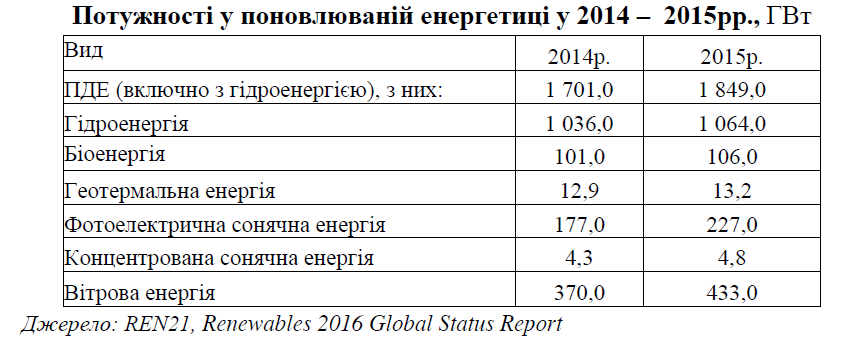 Потужності у поновлюваній енергетиці у 2014 – 2015рр., ГВт
Вид 2014р. 2015р.
ПДЕ (включно з гідроенергією), з них: 1 701,0 1 849,0
Гідроенергія 1 036,0 1 064,0
Біоенергія 101,0 106,0
Геотермальна енергія 12,9 13,2
Фотоелектрична сонячна енергія 177,0 227,0
Концентрована сонячна енергія 4,3 4,8
Вітрова енергія 370,0 433,0
Джерело: REN21, Renewables 2016 Global Status Report